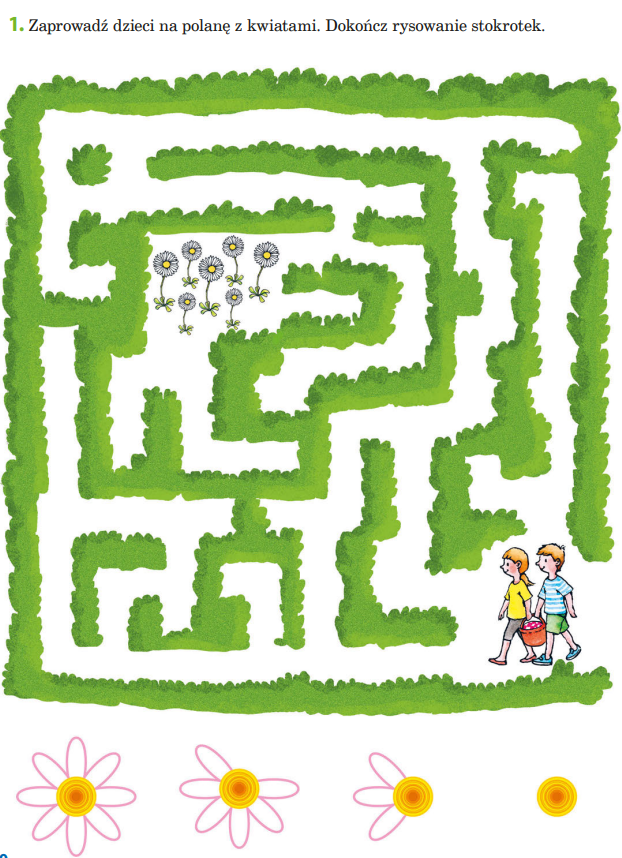 1. Zaprowadź dzieci na polanę z kwiatami. Dokończ rysowanie stokrotek.